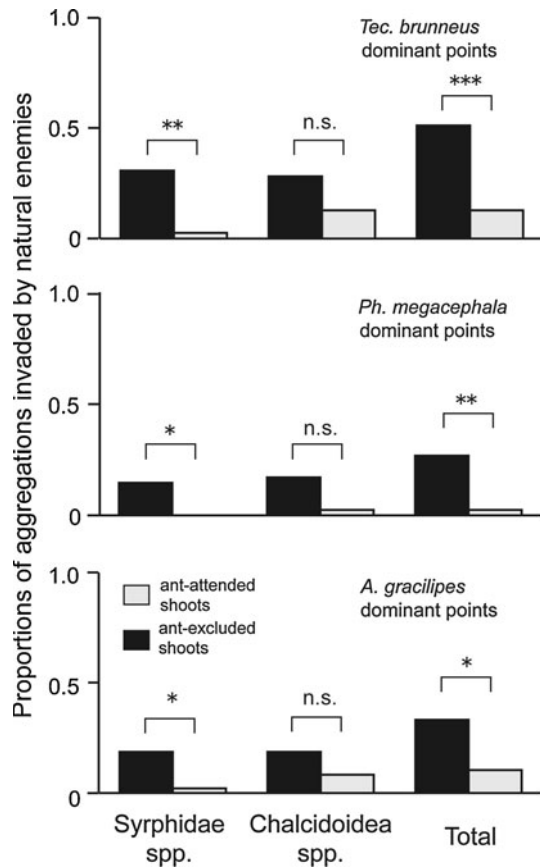 Proportions of aggregations invaded by natural enemies
1.0
0.5
0
Tec. brunneus
dominant points
**
n.s.
***
1.0
0.5
0
Ph. megacephala
dominant points
*
n.s.
**
1.0
0.5
0
ant-attended
shoots
ant-excluded
shoots
A. gracilipes
dominant points
*
n.s.
*
Syrphidae
spp.
Chalcidoidea
spp.
Total